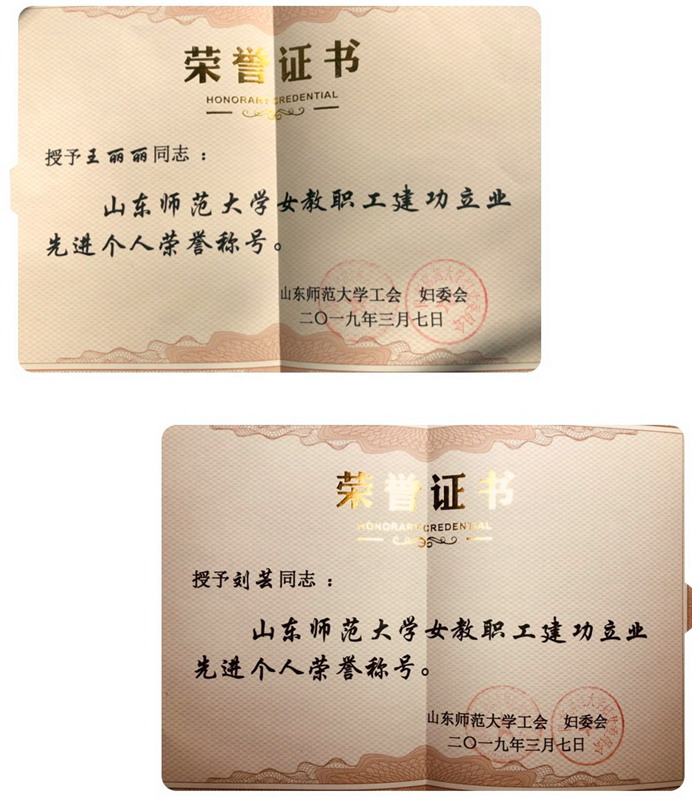 荣誉证书
HONORARY CREDENTIAL
授予王丽丽同志：
山东师范大学女教职工建功立业
先进个人荣誉称号。
山东师范大学工会 妇委会
二〇一九年三月七日
荣誉证书
HONORARY CREDENTIAL
授予刘芸同志：
山东师范大学女教职工建功立业
先进个人荣誉称号。
山东师范大学工会 妇委会
二〇一九年三月七日